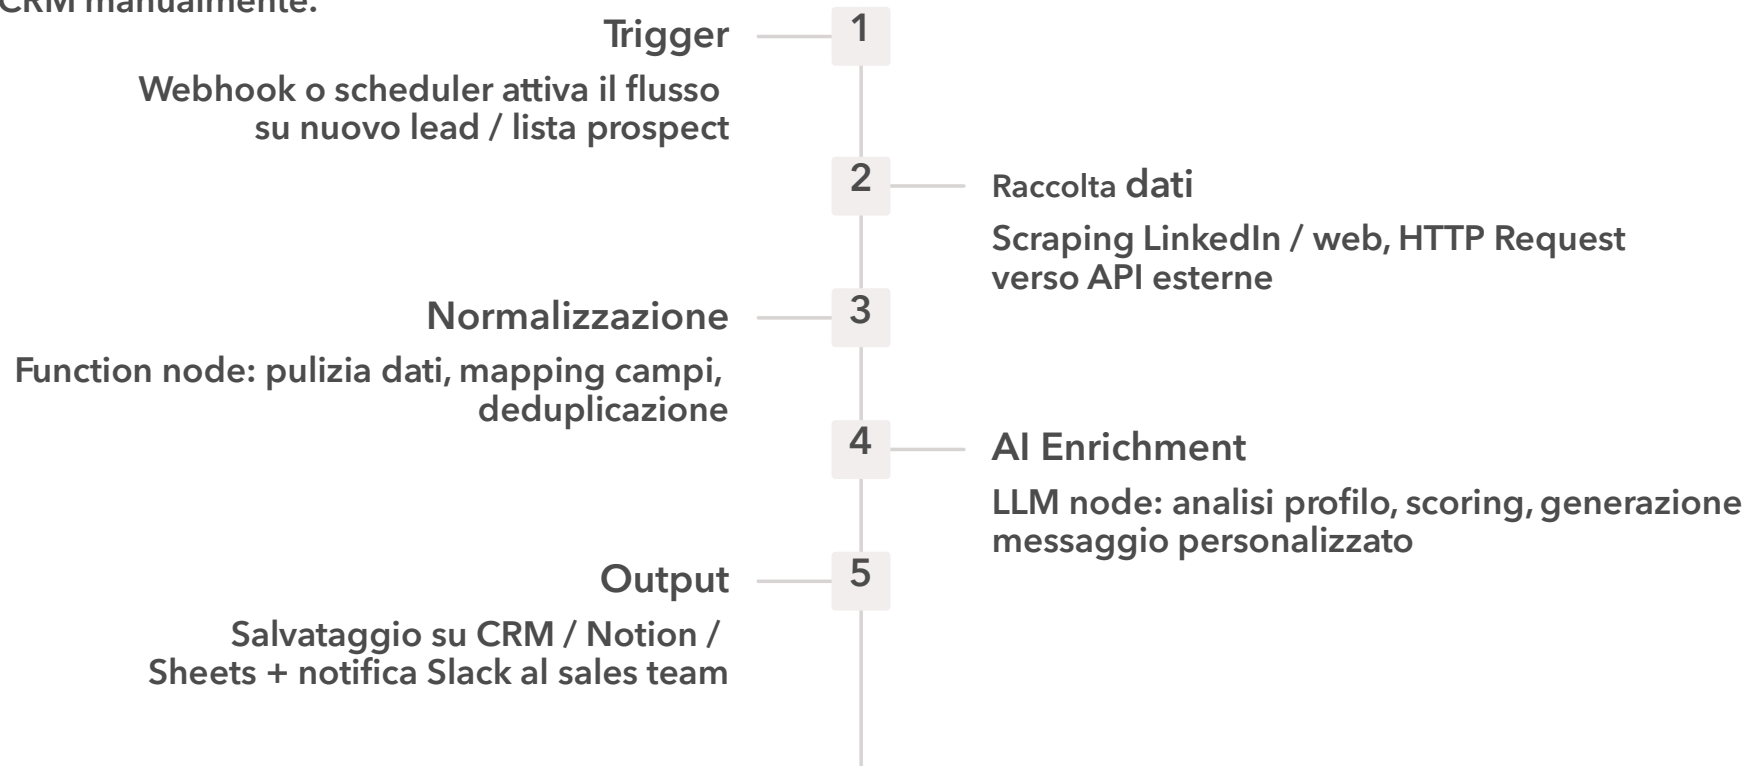 CRM manualmente.
Trigger
1
Webhook o scheduler attiva il flusso
su nuovo lead / lista prospect
2
Raccolta dati
Scraping LinkedIn / web, HTTP Request
verso API esterne
Normalizzazione
3
Function node: pulizia dati, mapping campi,
deduplicazione
4
AI Enrichment
LLM node: analisi profilo, scoring, generazione
messaggio personalizzato
Output
5
Salvataggio su CRM / Notion /
Sheets + notifica Slack al sales team